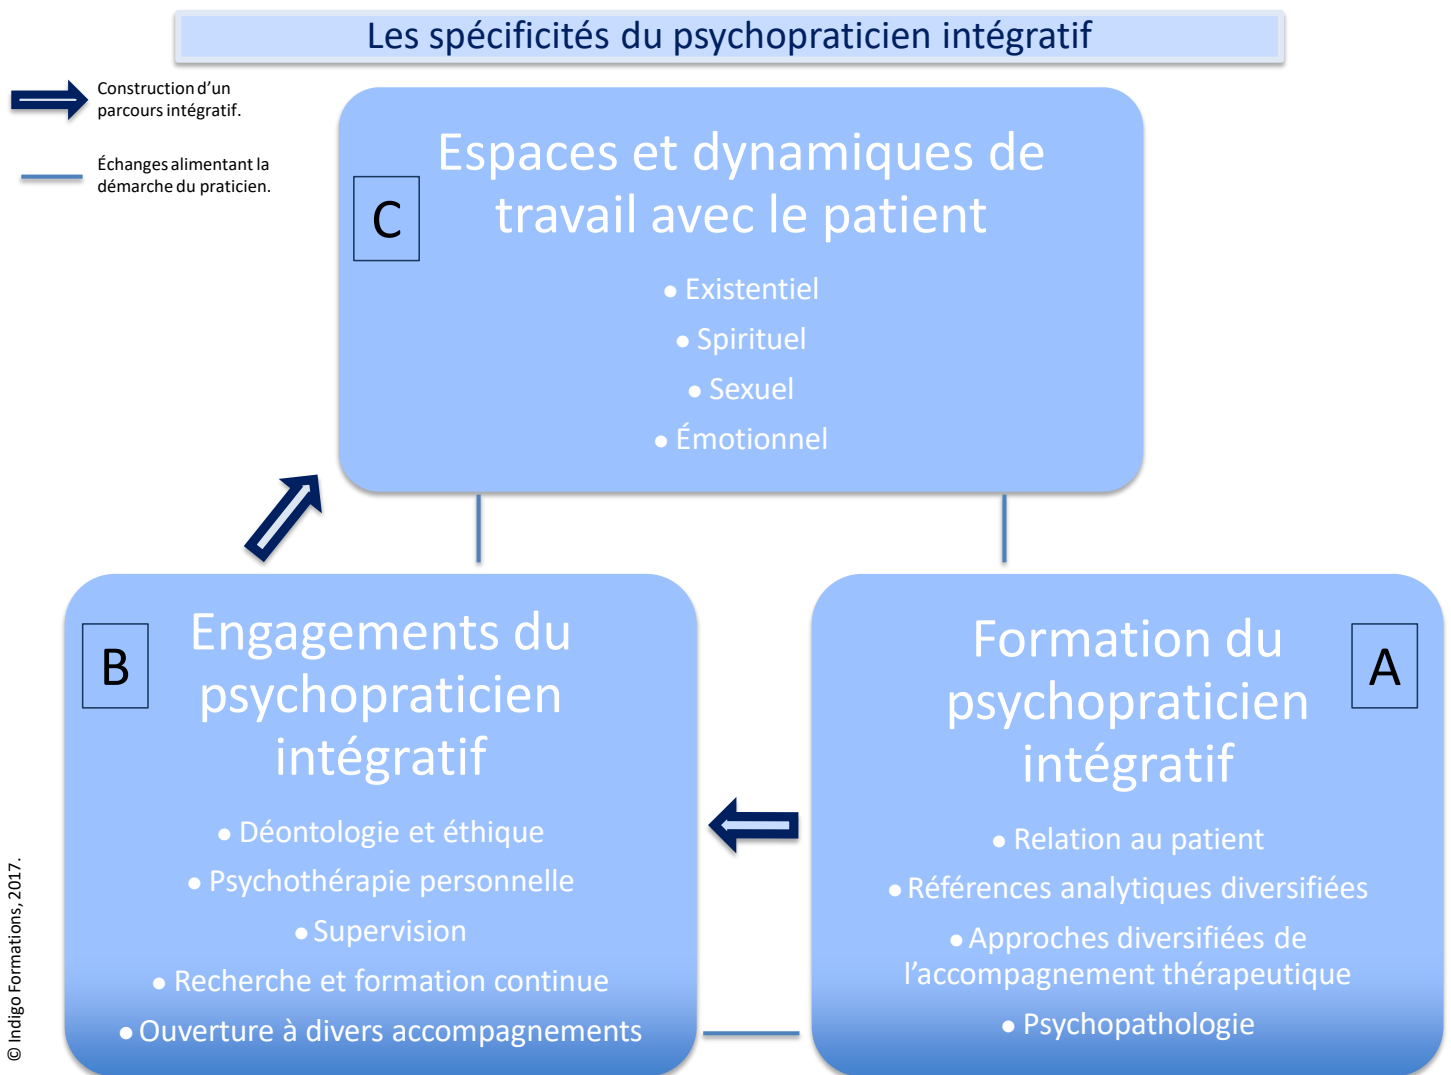 Les spécificités du psychopraticien intégratif
Construction d’un
parcours intégratif.
Échanges alimentant la
démarche du praticien.
C
Espaces et dynamiques de
travail avec le patient
● Existentiel
● Spirituel
● Sexuel
● Émotionnel
B
Engagements du
psychopraticien
intégratif
● Déontologie et éthique
● Psychothérapie personnelle
● Supervision
● Recherche et formation continue
● Ouverture à divers accompagnements
A
Formation du
psychopraticien
intégratif
● Relation au patient
● Références analytiques diversifiées
● Approches diversifiées de
l’accompagnement thérapeutique
● Psychopathologie
© Indigo Formations, 2017.